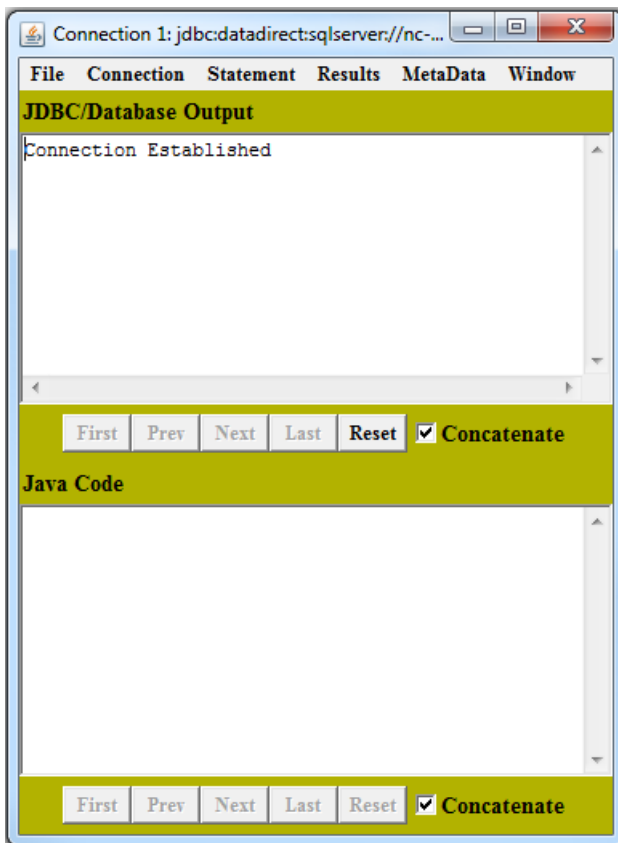 Connection 1: jdbc:datadirect:sqlserver://nc-...
File Connection Statement Results MetaData Window
JDBC/Database Output
Connection Established
First Prev Next Last Reset Concatenate
Java Code
First Prev Next Last Reset Concatenate